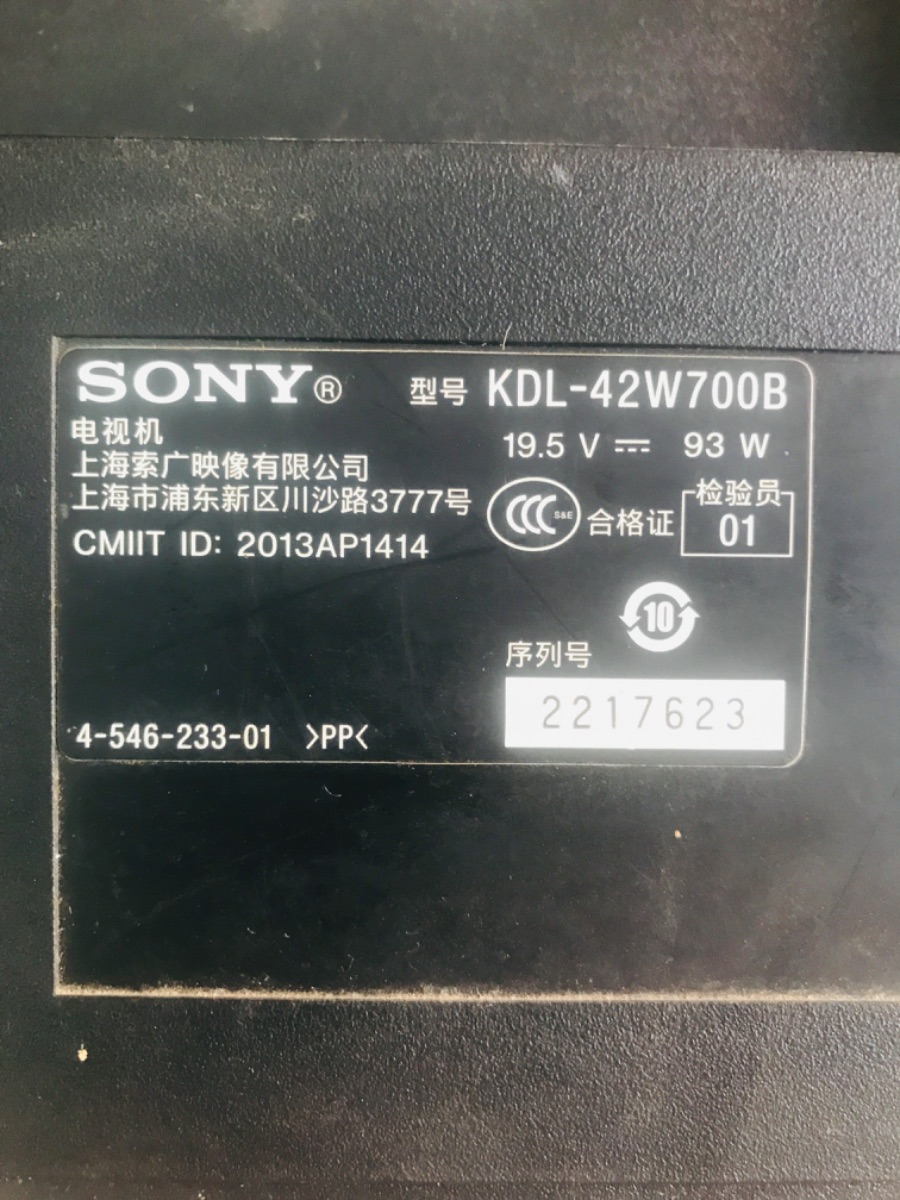 SONY® 型号 KDL-42W700B
电视机 19.5 V ⎓ 93 W
上海索广映像有限公司
上海市浦东新区川沙路3777号
CCC S&E 合格证 检验员 01
CMIIT ID: 2013AP1414
10
序列号
2217623
4-546-233-01 >PP<